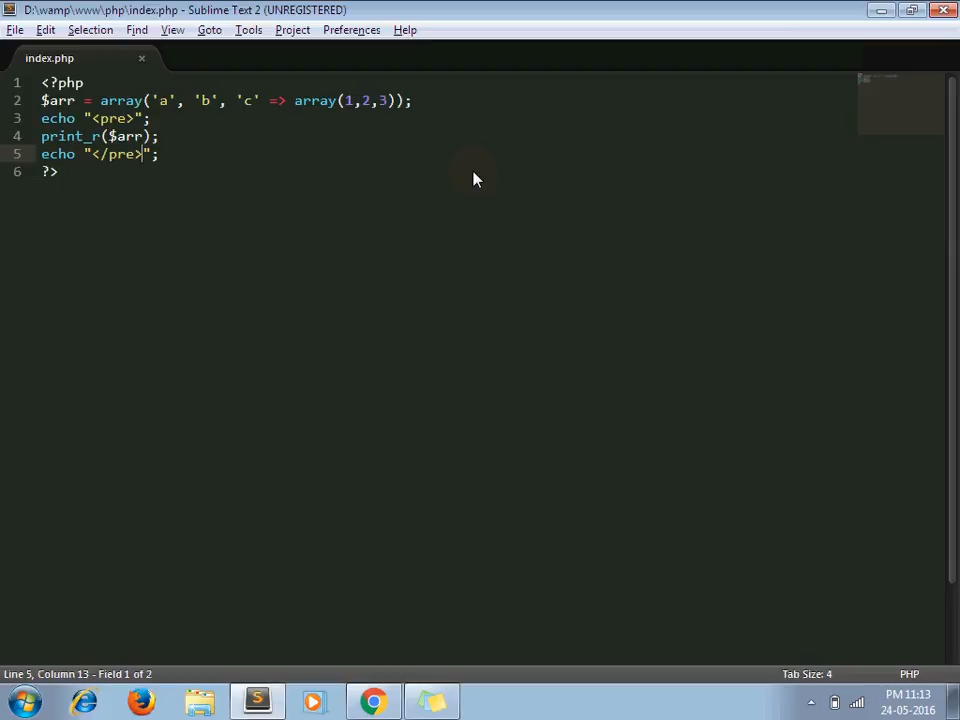 D:\wamp\www\php\index.php - Sublime Text 2 (UNREGISTERED)
File Edit Selection Find View Goto Tools Project Preferences Help
index.php ×
1 <?php
2 $arr = array('a', 'b', 'c' => array(1,2,3));
3 echo "<pre>";
4 print_r($arr);
5 echo "</pre>";
6 ?>
Line 5, Column 13 - Field 1 of 2 Tab Size: 4 PHP
PM 11:13
24-05-2016